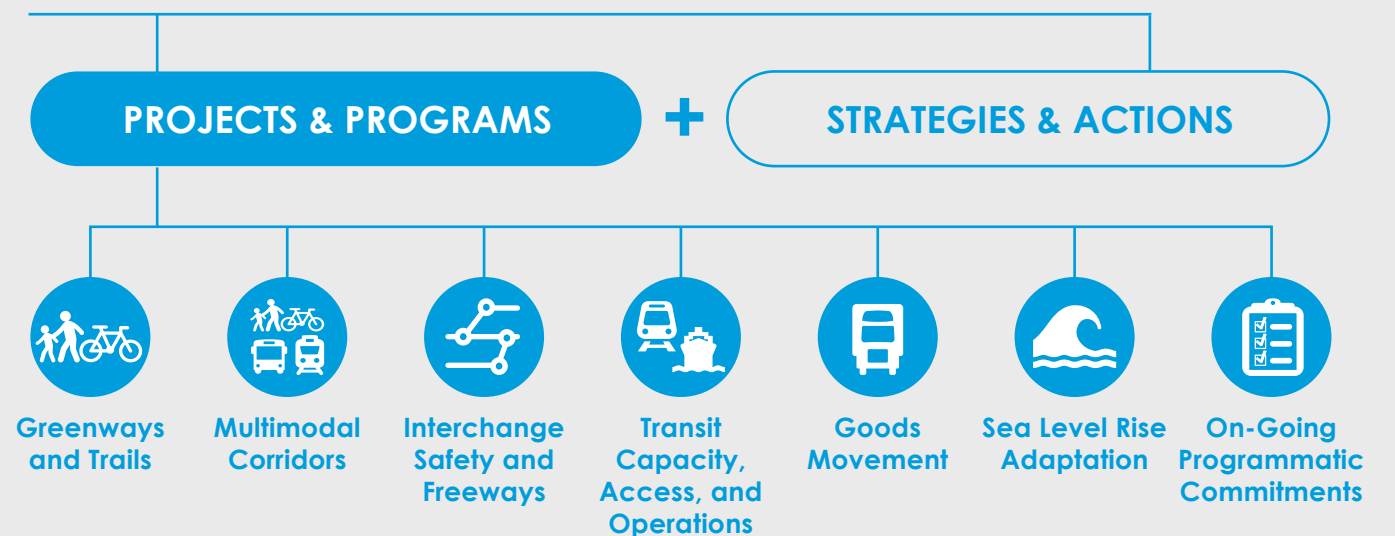 PROJECTS & PROGRAMS
+
STRATEGIES & ACTIONS
Greenways
and Trails
Multimodal
Corridors
Interchange
Safety and
Freeways
Transit
Capacity,
Access, and
Operations
Goods
Movement
Sea Level Rise
Adaptation
On-Going
Programmatic
Commitments